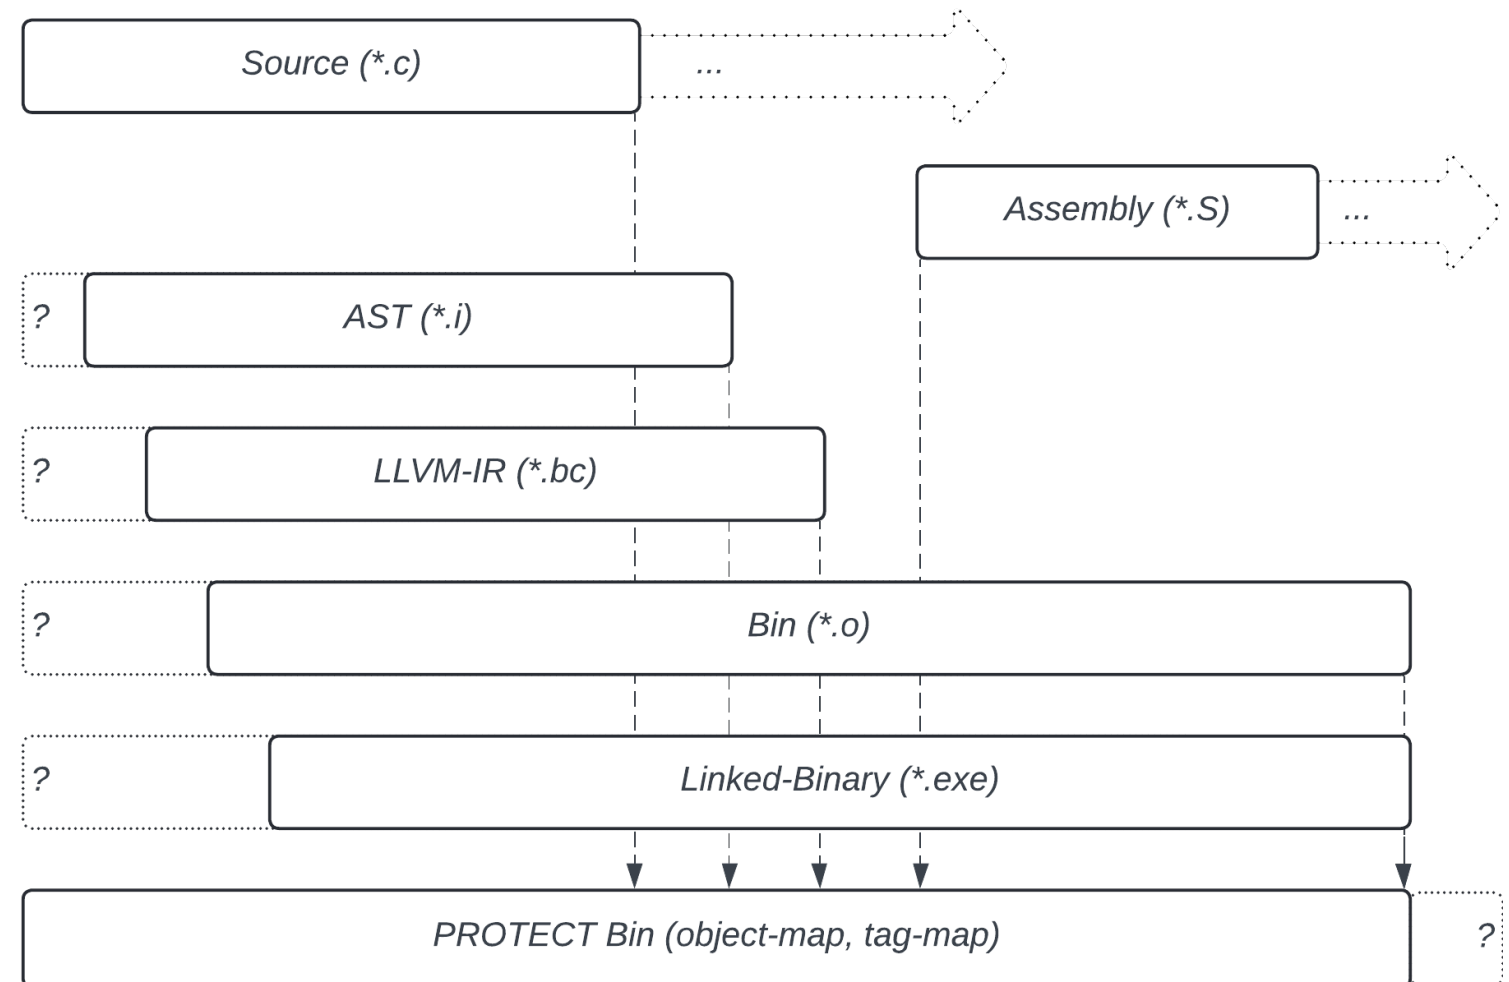 Source (*.c)
...
Assembly (*.S)
...
?
AST (*.i)
?
LLVM-IR (*.bc)
?
Bin (*.o)
?
Linked-Binary (*.exe)
PROTECT Bin (object-map, tag-map)
?